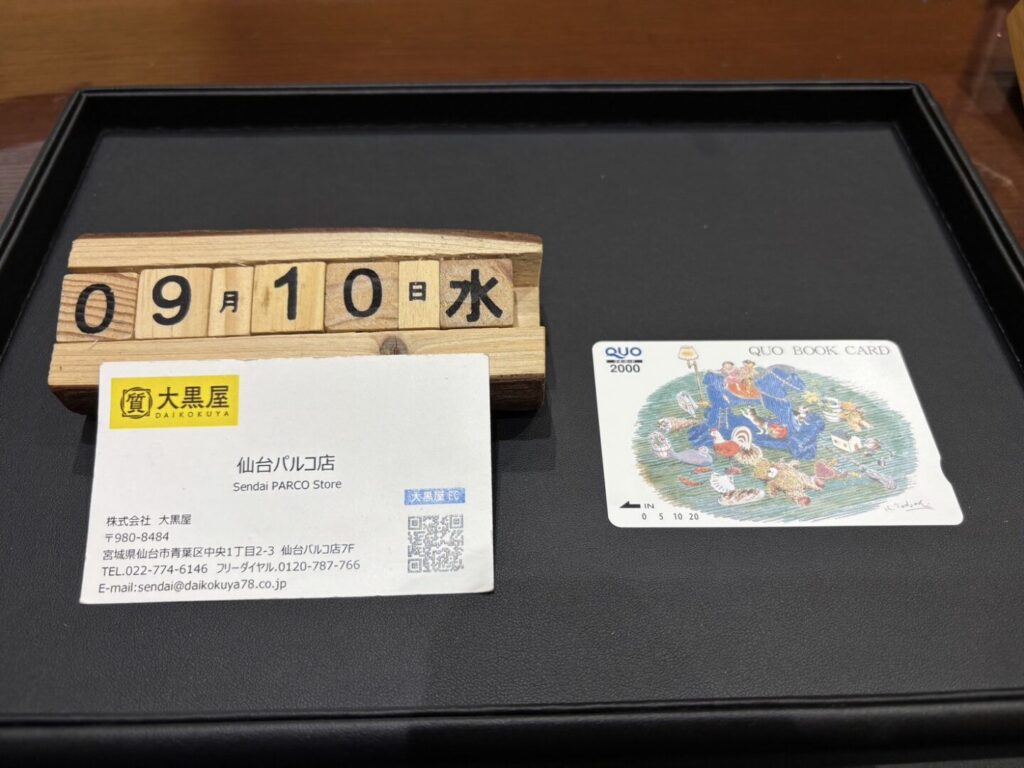 09月10日水
質 大黒屋
DAIKOKUYA
仙台パルコ店
Sendai PARCO Store
大黒屋 EC
株式会社 大黒屋
〒980-8484
宮城県仙台市青葉区中央1丁目2-3 仙台パルコ店7F
TEL.022-774-6146 フリーダイヤル.0120-787-766
E-mail:sendai@daikokuya78.co.jp
QUO
2000
QUO BOOK CARD
IN
0 5 10 20